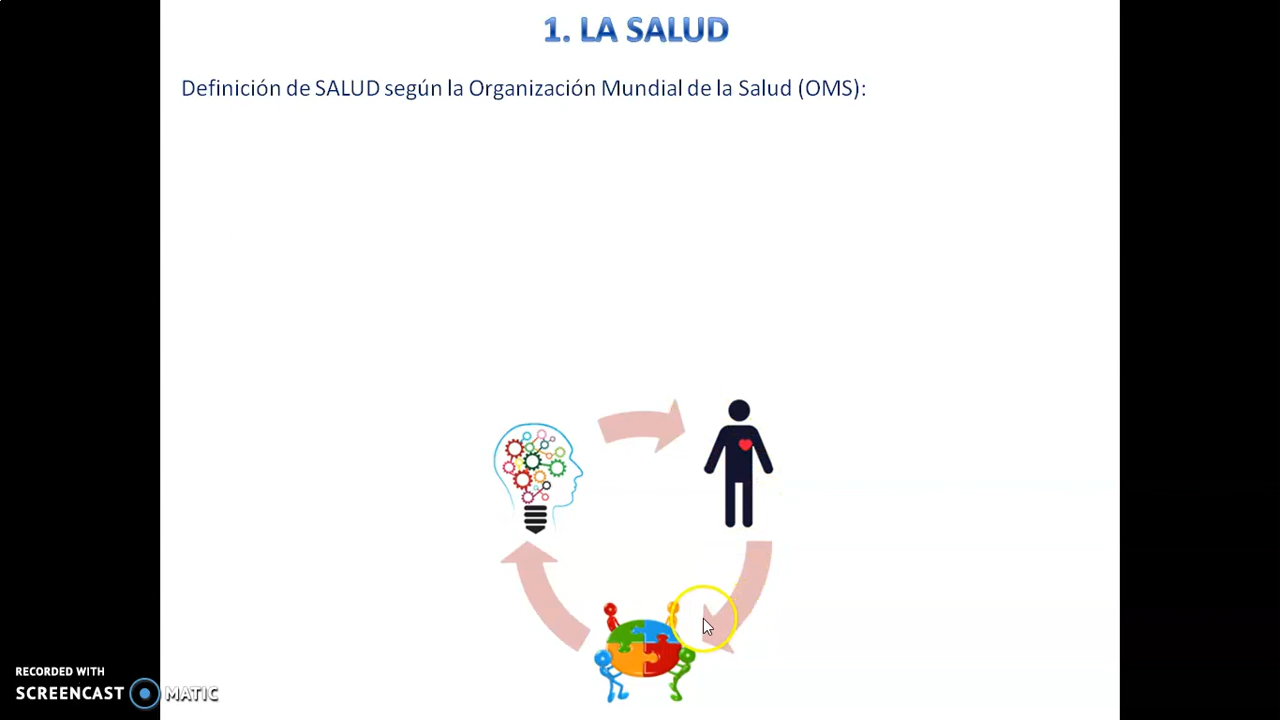 1. LA SALUD
Definición de SALUD según la Organización Mundial de la Salud (OMS):
RECORDED WITH
SCREENCAST MATIC